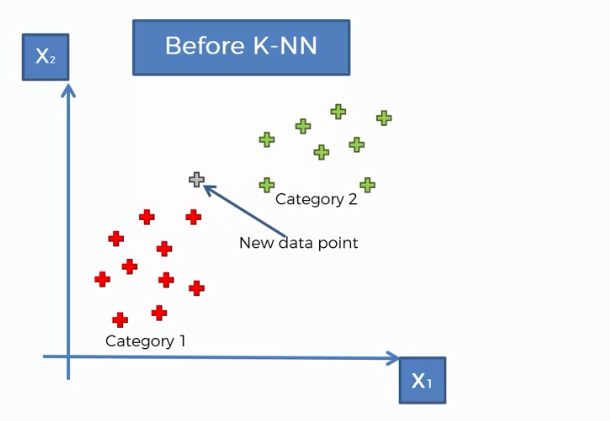 Before K-NN
X₂
Category 2
New data point
Category 1
X₁